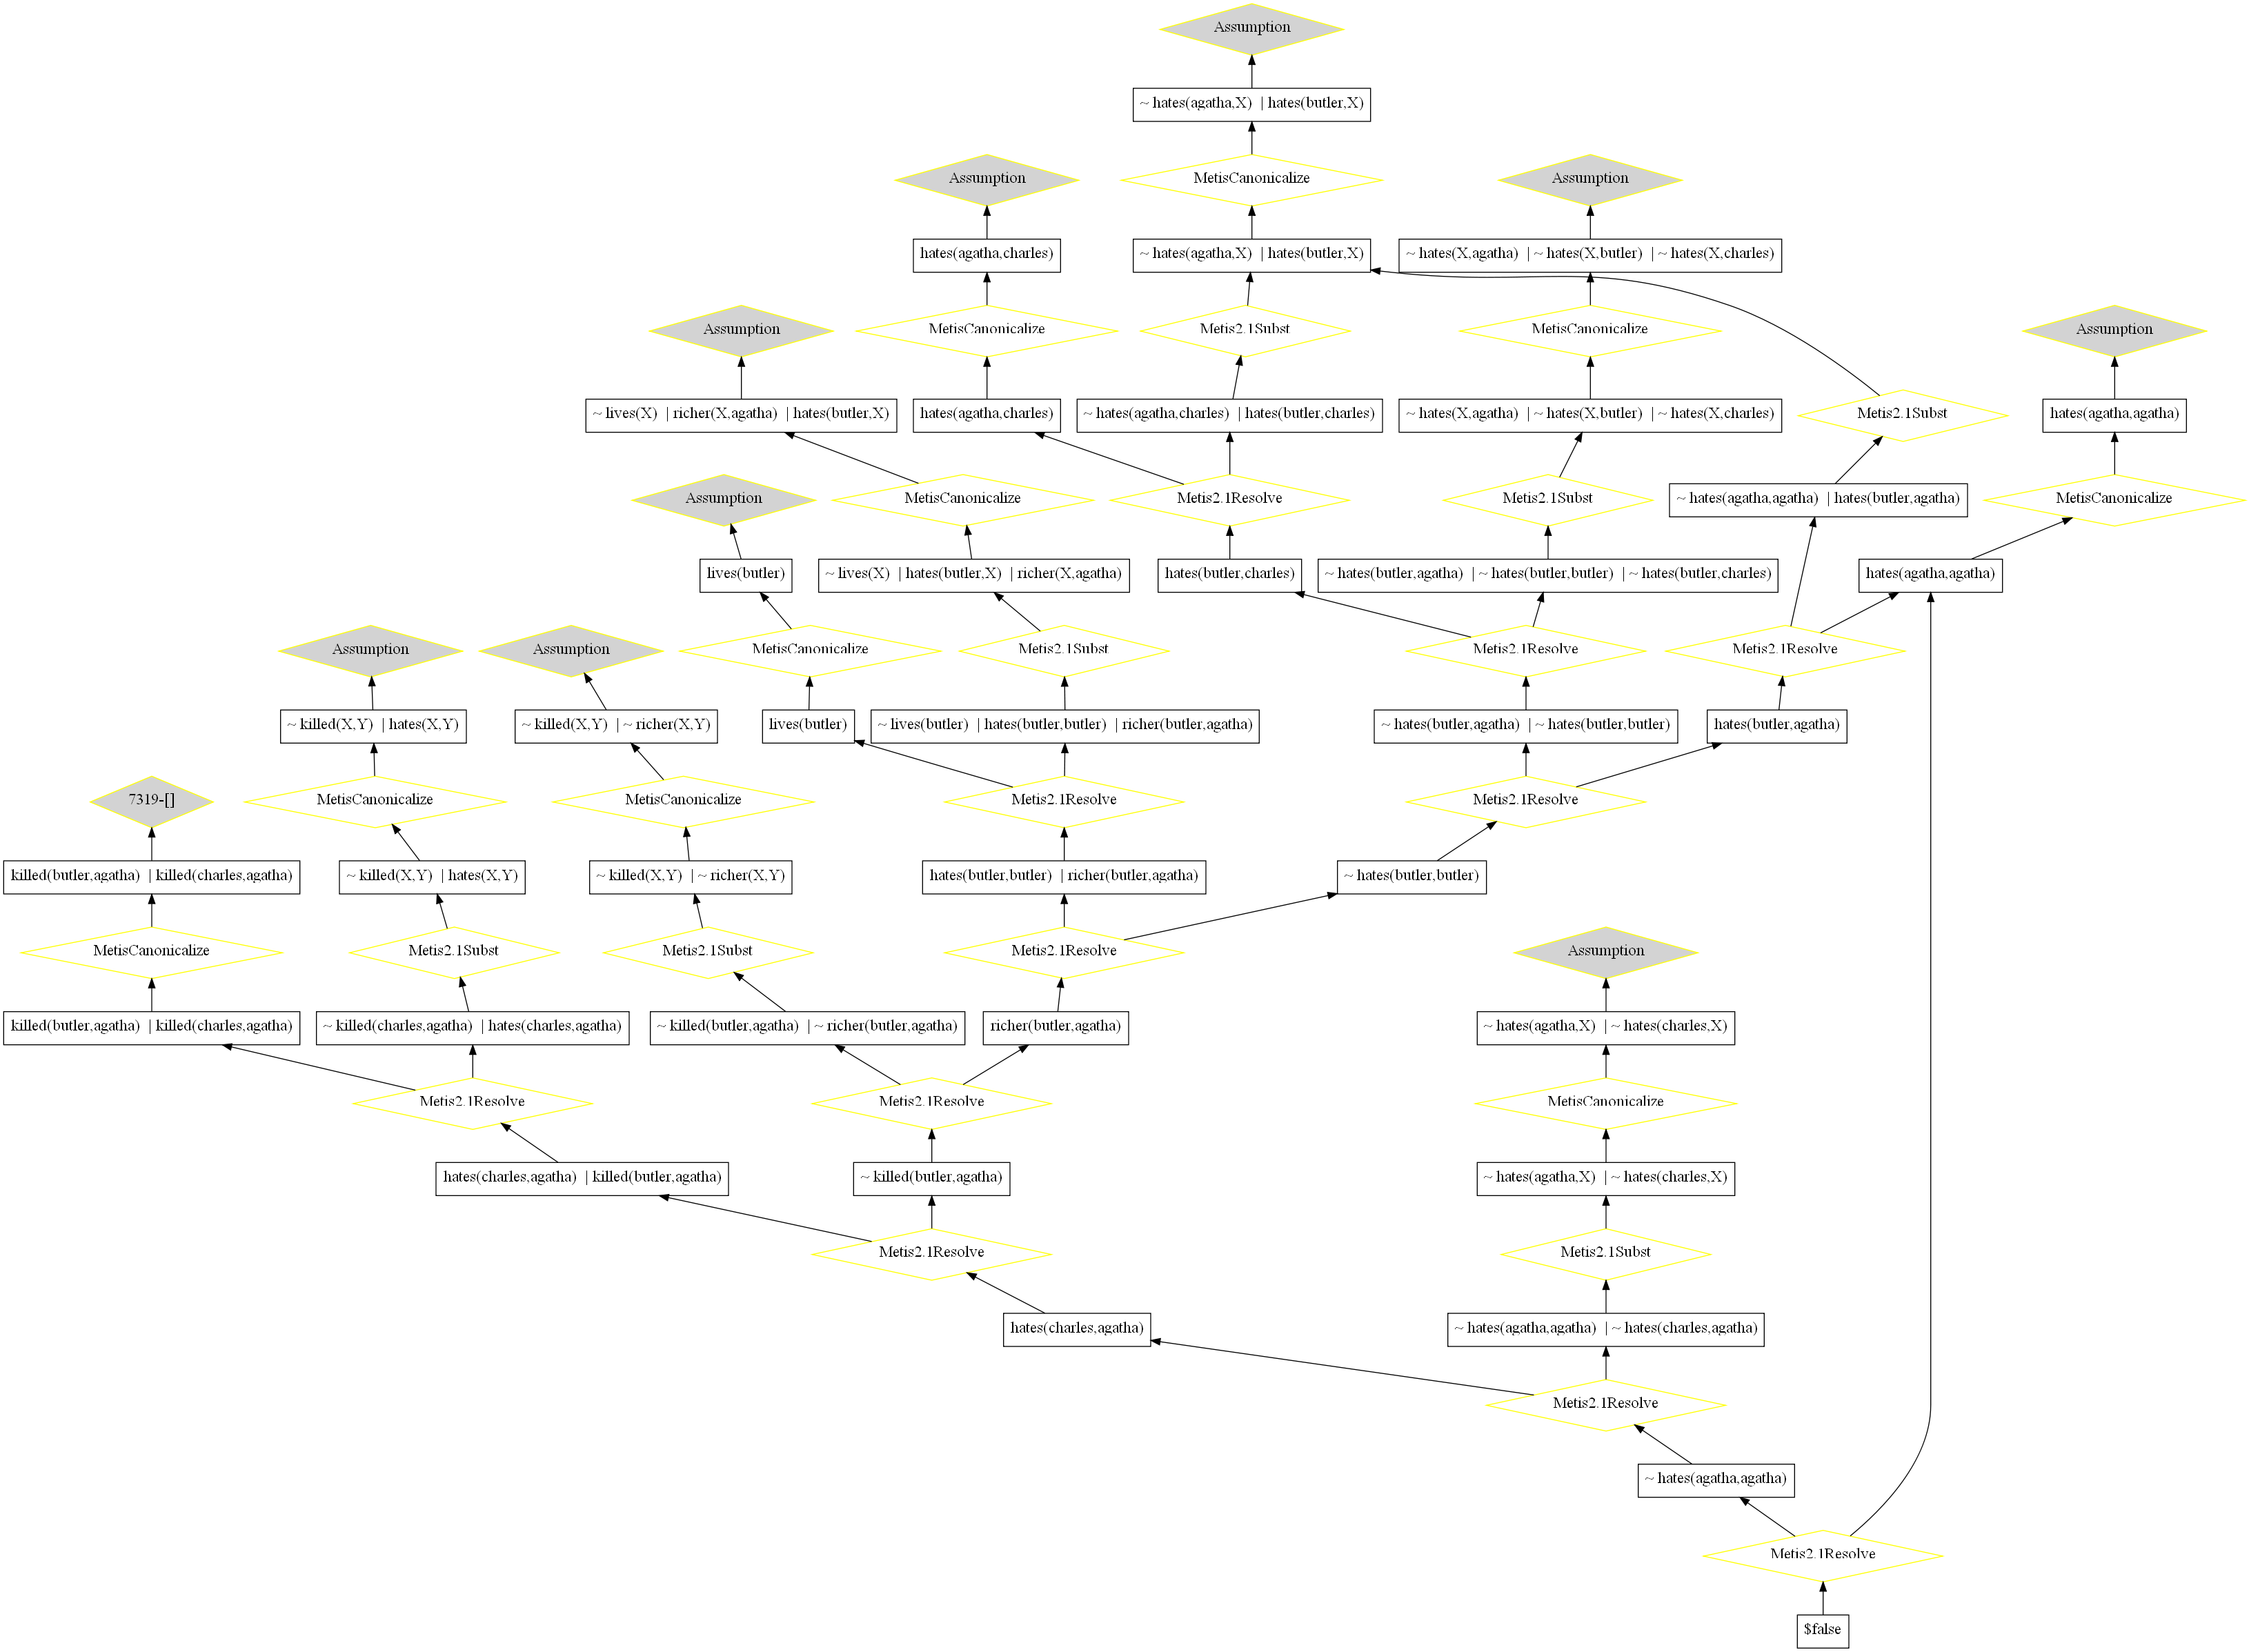 Assumption
~ hates(agatha,X) | hates(butler,X)
Assumption
MetisCanonicalize
Assumption
hates(agatha,charles)
~ hates(agatha,X) | hates(butler,X)
~ hates(X,agatha) | ~ hates(X,butler) | ~ hates(X,charles)
Assumption
MetisCanonicalize
Metis2.1Subst
MetisCanonicalize
Assumption
~ lives(X) | richer(X,agatha) | hates(butler,X)
hates(agatha,charles)
~ hates(agatha,charles) | hates(butler,charles)
~ hates(X,agatha) | ~ hates(X,butler) | ~ hates(X,charles)
Metis2.1Subst
hates(agatha,agatha)
Assumption
MetisCanonicalize
Metis2.1Resolve
Metis2.1Subst
~ hates(agatha,agatha) | hates(butler,agatha)
MetisCanonicalize
lives(butler)
~ lives(X) | hates(butler,X) | richer(X,agatha)
hates(butler,charles)
~ hates(butler,agatha) | ~ hates(butler,butler) | ~ hates(butler,charles)
hates(agatha,agatha)
Assumption
Assumption
MetisCanonicalize
Metis2.1Subst
Metis2.1Resolve
Metis2.1Resolve
~ killed(X,Y) | hates(X,Y)
~ killed(X,Y) | ~ richer(X,Y)
lives(butler)
~ lives(butler) | hates(butler,butler) | richer(butler,agatha)
~ hates(butler,agatha) | ~ hates(butler,butler)
hates(butler,agatha)
7319-[]
MetisCanonicalize
MetisCanonicalize
Metis2.1Resolve
Metis2.1Resolve
killed(butler,agatha) | killed(charles,agatha)
~ killed(X,Y) | hates(X,Y)
~ killed(X,Y) | ~ richer(X,Y)
hates(butler,butler) | richer(butler,agatha)
~ hates(butler,butler)
MetisCanonicalize
Metis2.1Subst
Metis2.1Subst
Metis2.1Resolve
Assumption
killed(butler,agatha) | killed(charles,agatha)
~ killed(charles,agatha) | hates(charles,agatha)
~ killed(butler,agatha) | ~ richer(butler,agatha)
richer(butler,agatha)
~ hates(agatha,X) | ~ hates(charles,X)
Metis2.1Resolve
Metis2.1Resolve
MetisCanonicalize
hates(charles,agatha) | killed(butler,agatha)
~ killed(butler,agatha)
~ hates(agatha,X) | ~ hates(charles,X)
Metis2.1Resolve
Metis2.1Subst
hates(charles,agatha)
~ hates(agatha,agatha) | ~ hates(charles,agatha)
Metis2.1Resolve
~ hates(agatha,agatha)
Metis2.1Resolve
$false